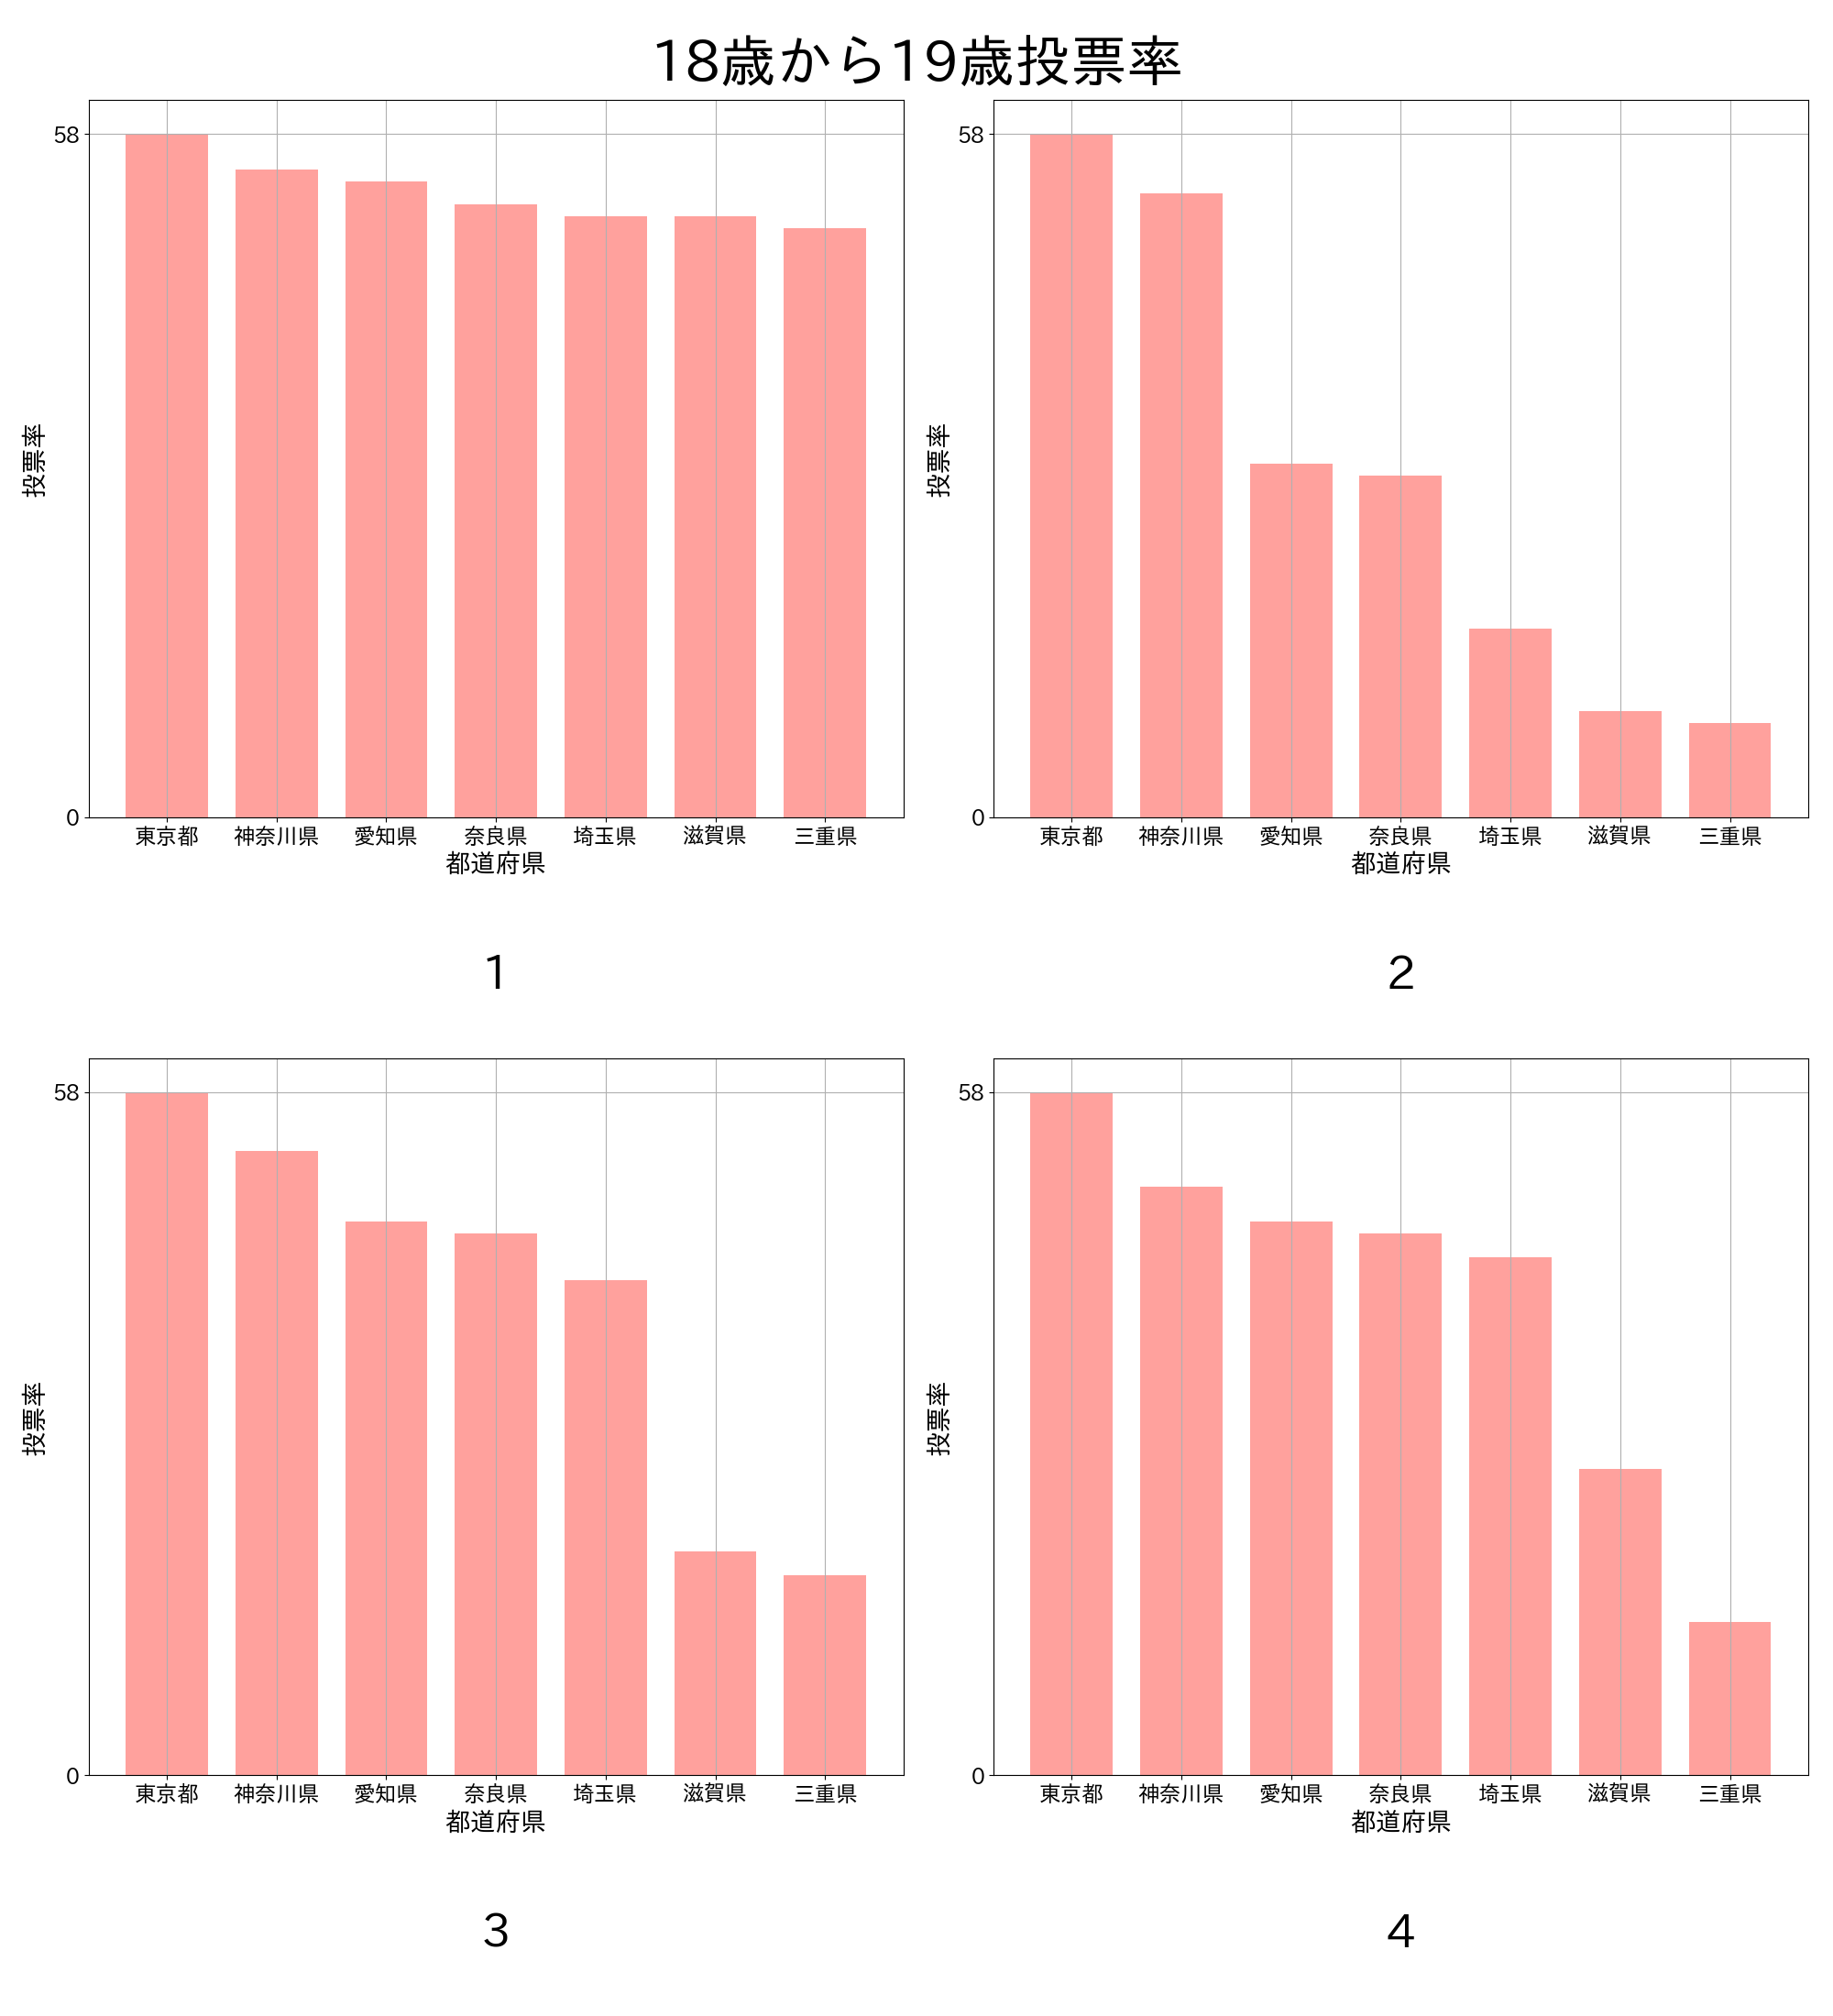 18歳から19歳投票率
58
0
投票率
東京都 神奈川県 愛知県 奈良県 埼玉県 滋賀県 三重県
都道府県
1
58
0
投票率
東京都 神奈川県 愛知県 奈良県 埼玉県 滋賀県 三重県
都道府県
2
58
0
投票率
東京都 神奈川県 愛知県 奈良県 埼玉県 滋賀県 三重県
都道府県
3
58
0
投票率
東京都 神奈川県 愛知県 奈良県 埼玉県 滋賀県 三重県
都道府県
4